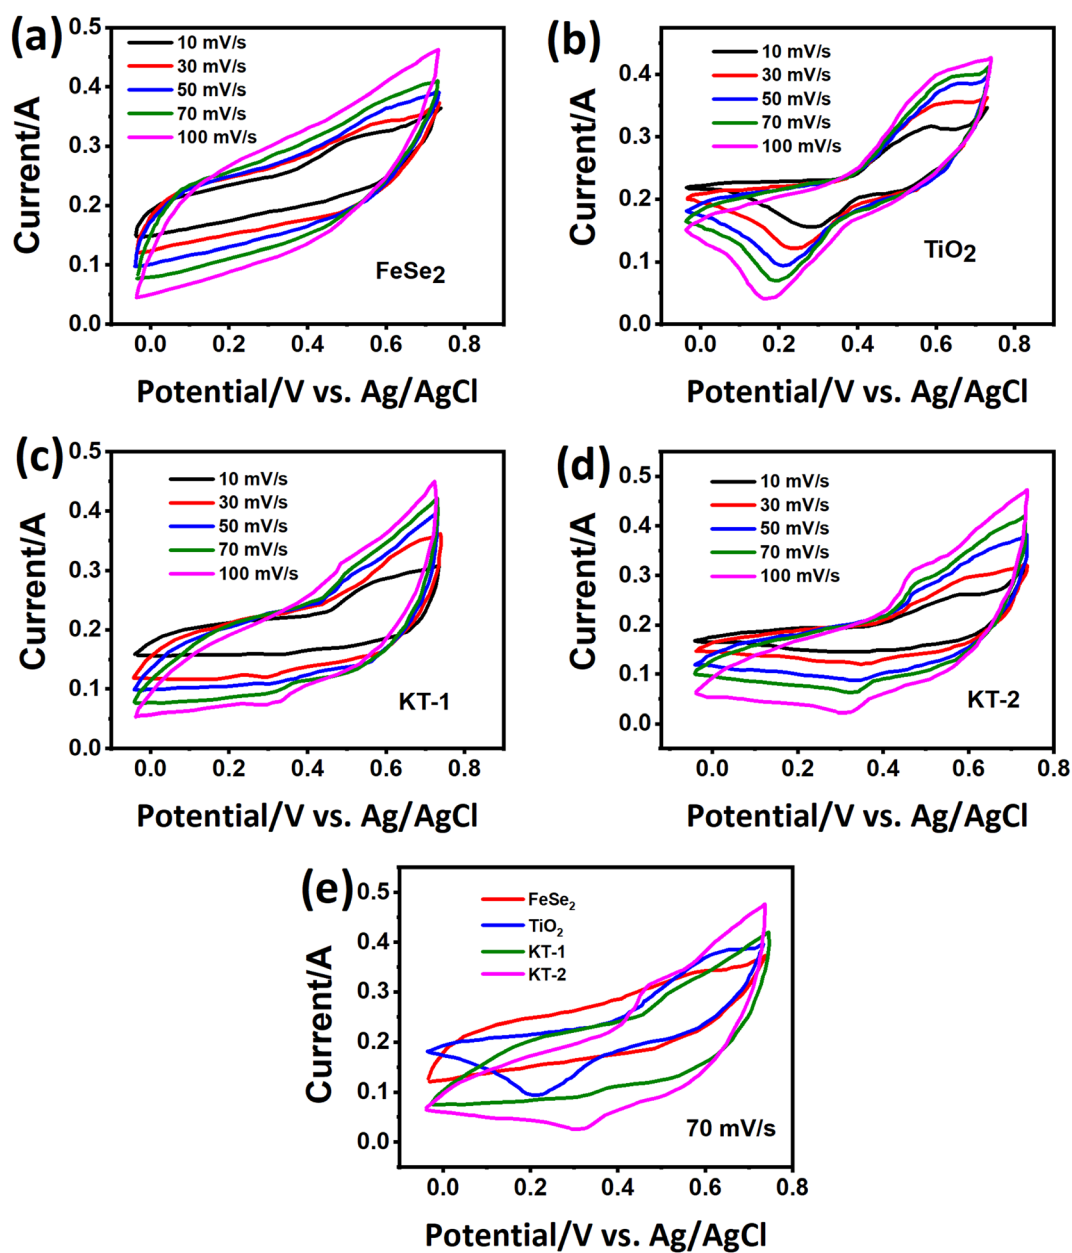 (a)
0.5
0.4
0.3
0.2
0.1
0.0
Current/A
10 mV/s
30 mV/s
50 mV/s
70 mV/s
100 mV/s
FeSe2
0.0 0.2 0.4 0.6 0.8
Potential/V vs. Ag/AgCl
(b)
0.4
0.3
0.2
0.1
0.0
Current/A
10 mV/s
30 mV/s
50 mV/s
70 mV/s
100 mV/s
TiO2
0.0 0.2 0.4 0.6 0.8
Potential/V vs. Ag/AgCl
(c)
0.5
0.4
0.3
0.2
0.1
0.0
Current/A
10 mV/s
30 mV/s
50 mV/s
70 mV/s
100 mV/s
KT-1
0.0 0.2 0.4 0.6 0.8
Potential/V vs. Ag/AgCl
(d)
0.5
0.4
0.3
0.2
0.1
0.0
Current/A
10 mV/s
30 mV/s
50 mV/s
70 mV/s
100 mV/s
KT-2
0.0 0.2 0.4 0.6 0.8
Potential/V vs. Ag/AgCl
(e)
0.5
0.4
0.3
0.2
0.1
0.0
Current/A
FeSe2
TiO2
KT-1
KT-2
70 mV/s
0.0 0.2 0.4 0.6 0.8
Potential/V vs. Ag/AgCl